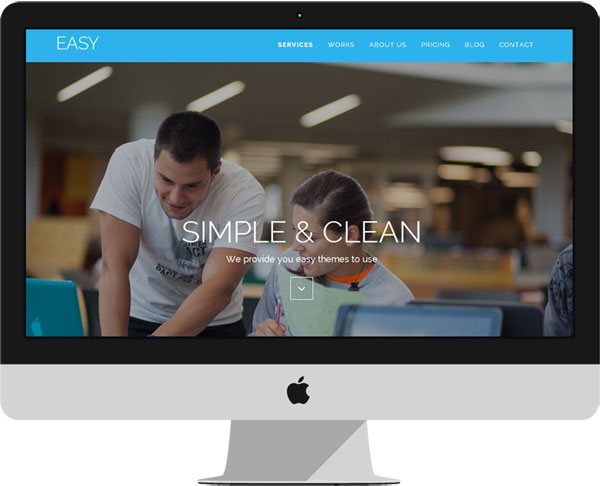 EASY
SERVICES WORKS ABOUT US PRICING BLOG CONTACT
SIMPLE & CLEAN
We provide you easy themes to use